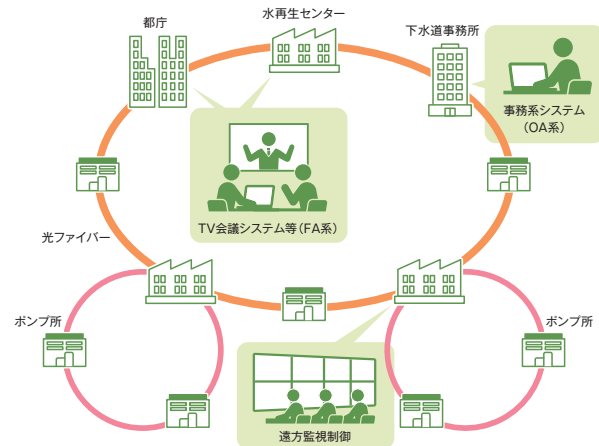 都庁
水再生センター
下水道事務所
事務系システム
（OA系）
TV会議システム等（FA系）
光ファイバー
ポンプ所
ポンプ所
遠方監視制御